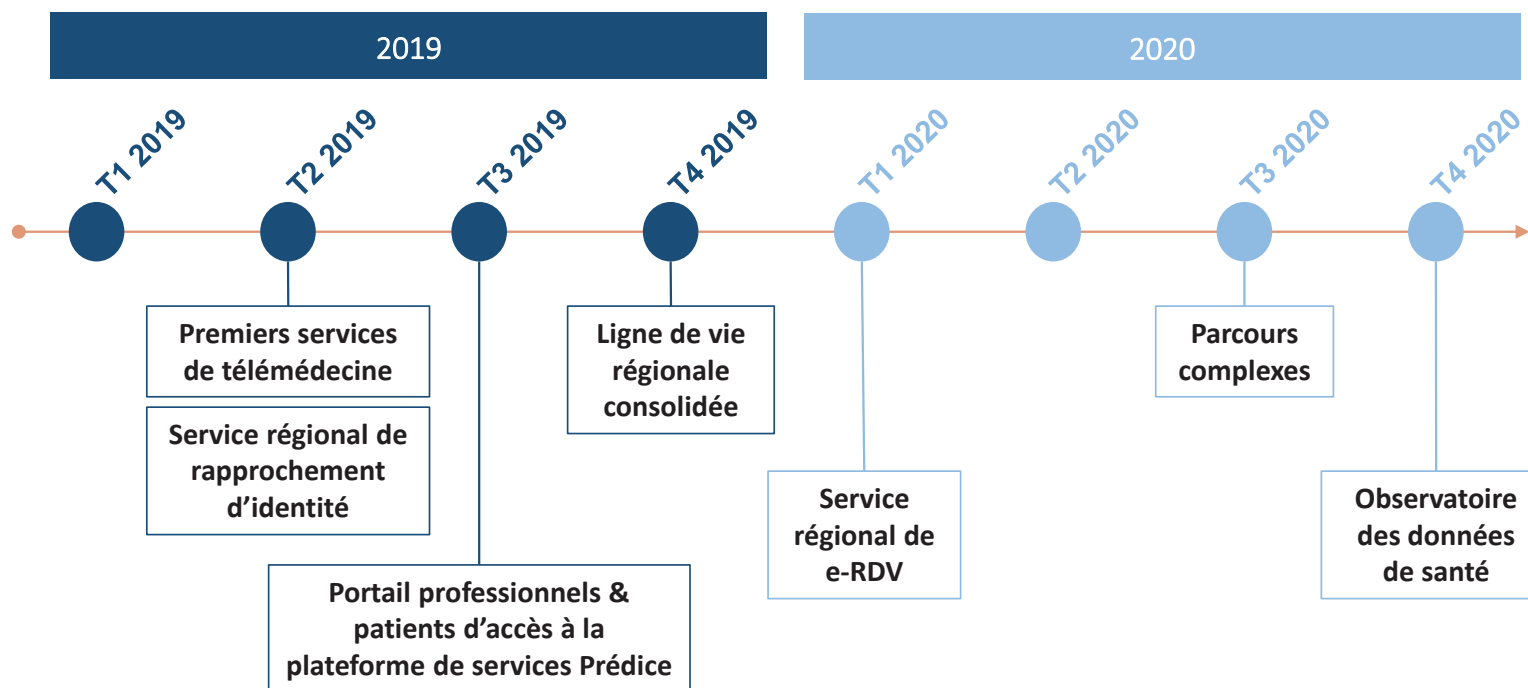 2019
2020
T1 2019
T2 2019
T3 2019
T4 2019
T1 2020
T2 2020
T3 2020
T4 2020
Premiers services
de télémédecine
Service régional de
rapprochement
d’identité
Portail professionnels &
patients d’accès à la
plateforme de services Prédice
Ligne de vie
régionale
consolidée
Service
régional de
e-RDV
Parcours
complexes
Observatoire
des données
de santé